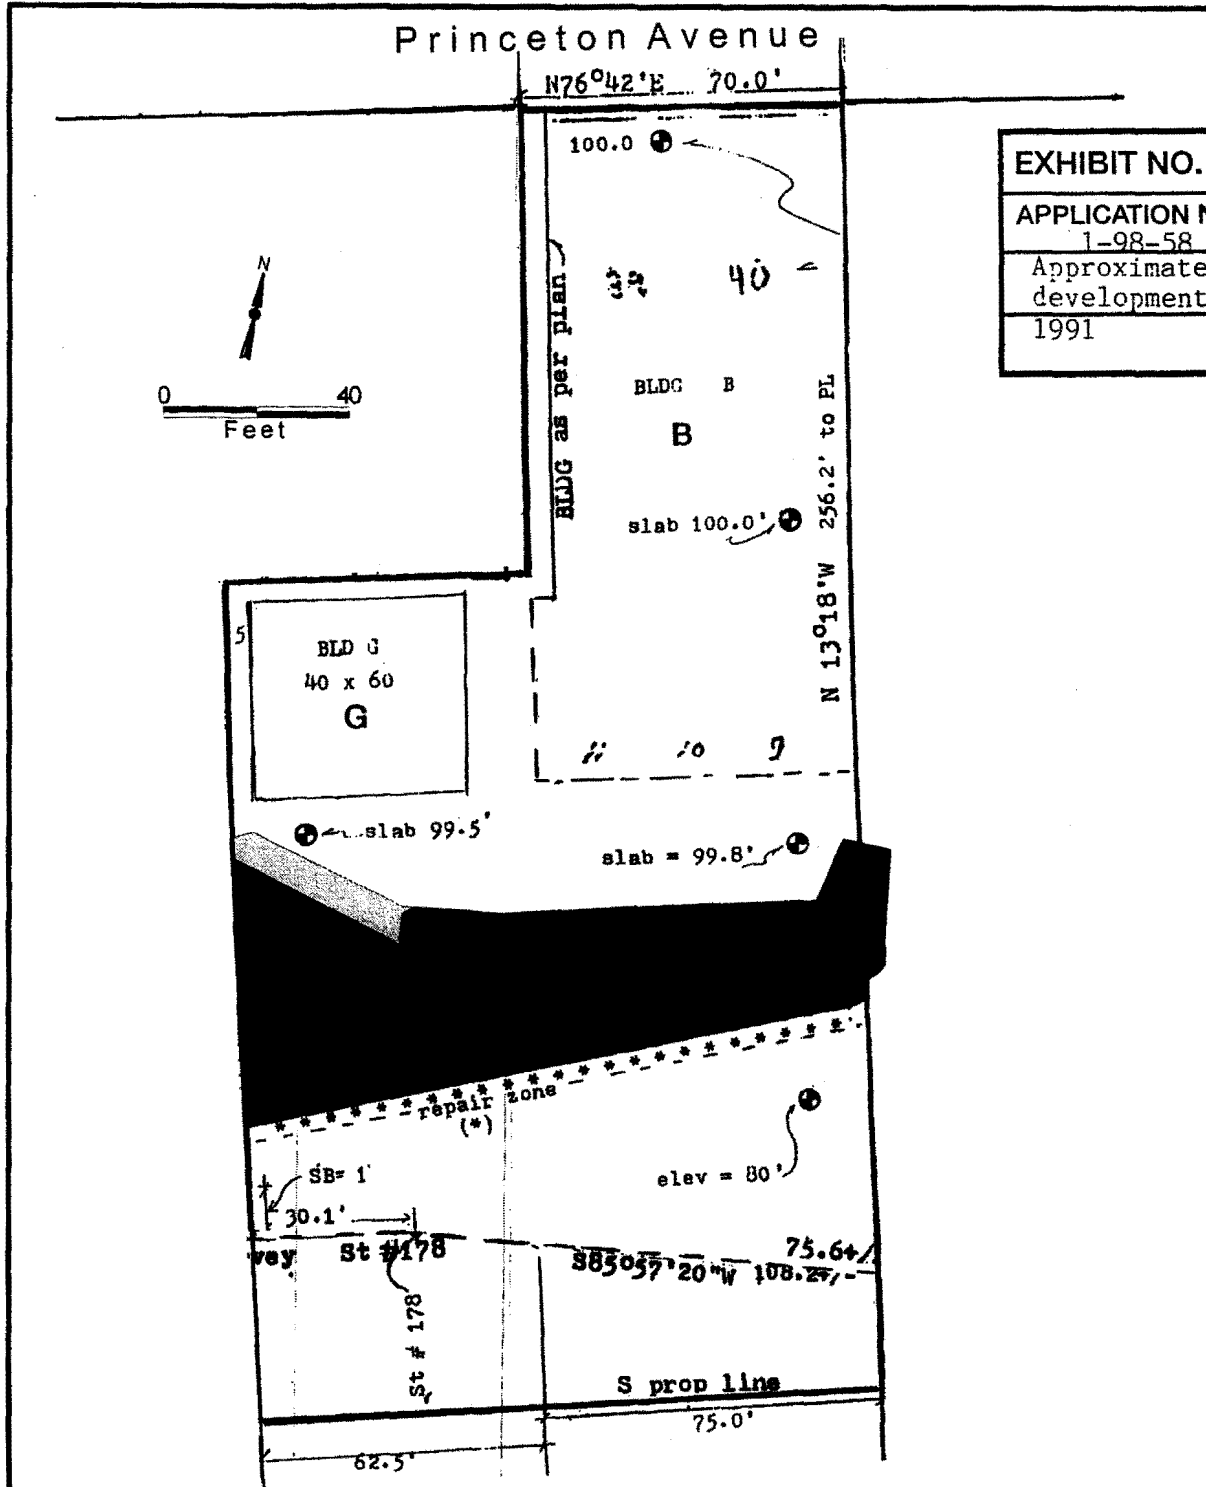 Princeton Avenue
N76°42'E 70.0'
EXHIBIT NO.
APPLICATION N
1-98-58
Approximate
development
1991
100.0
N
40
0 40
Feet
BLDG as per plan
BLDG B
B
256.2' to PL
slab 100.0'
N 13°18'W
5
BLD G
40 x 60
G
slab 99.5'
slab = 99.8'
repair zone
(*)
SB= 1'
elev = 80'
30.1'
vey St #178
75.6+/
S85°57'20"W 108.2+/-
St # 178
S prop line
75.0'
62.5'